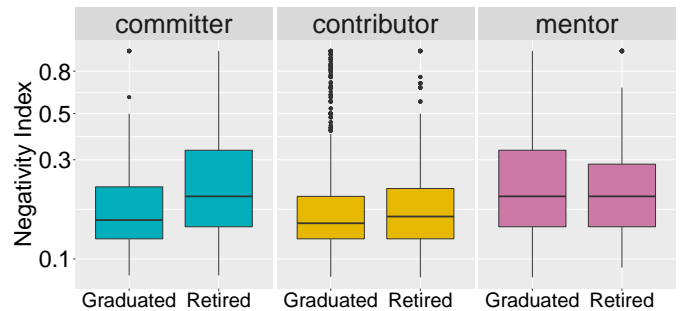 committer contributor mentor
Negativity Index
0.8
0.5
0.3
0.1
Graduated Retired Graduated Retired Graduated Retired